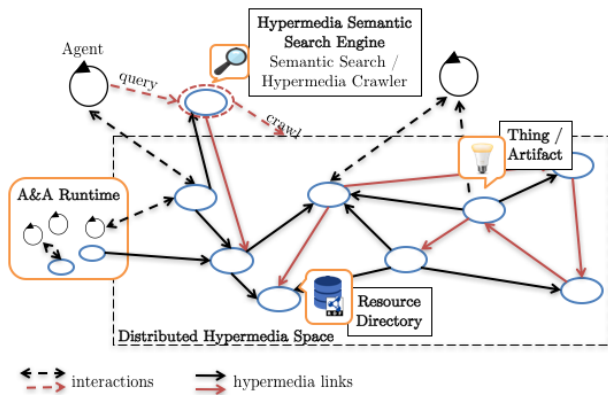 Hypermedia Semantic
Search Engine
Semantic Search /
Hypermedia Crawler
Agent
query
crawl
Thing /
Artifact
A&A Runtime
Resource
Directory
Distributed Hypermedia Space
interactions
hypermedia links